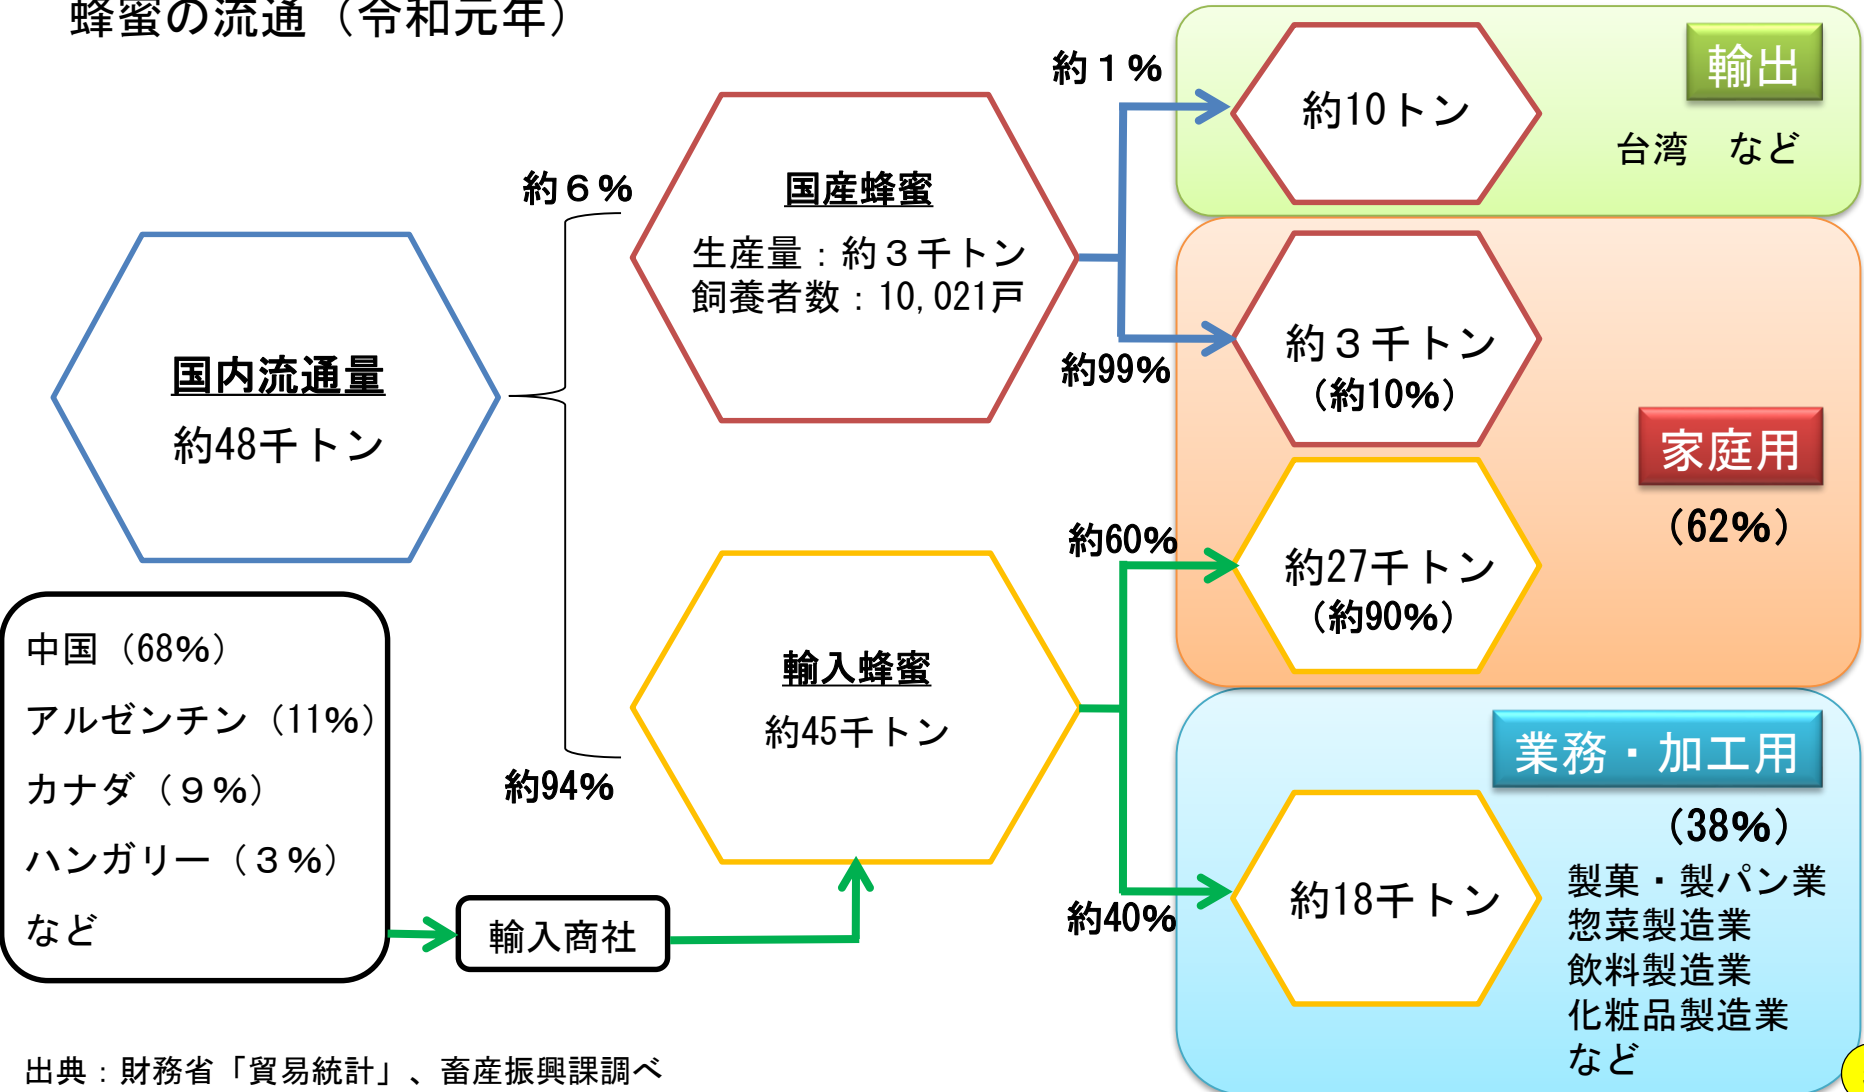 蜂蜜の流通（令和元年）
国内流通量
約48千トン
約６%
約94%
国産蜂蜜
生産量：約３千トン
飼養者数：10,021戸
輸入蜂蜜
約45千トン
中国（68%）
アルゼンチン（11%）
カナダ（９%）
ハンガリー（３%）
など
輸入商社
約１%
約99%
約60%
約40%
輸出
約10トン
台湾　など
約３千トン
（約10%）
家庭用
（62%）
約27千トン
（約90%）
業務・加工用
（38%）
約18千トン
製菓・製パン業
惣菜製造業
飲料製造業
化粧品製造業
など
出典：財務省「貿易統計」、畜産振興課調べ